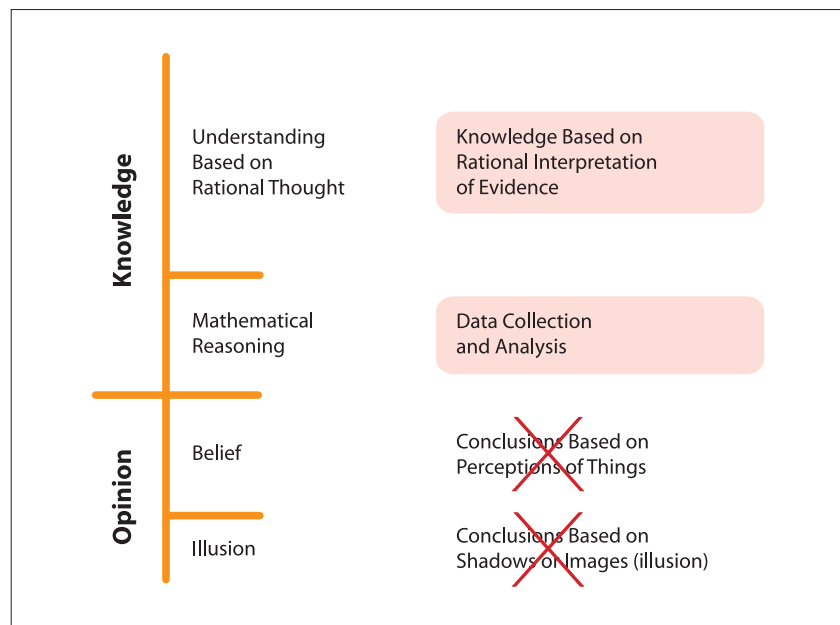 Knowledge
Understanding
Based on
Rational Thought
Knowledge Based on
Rational Interpretation
of Evidence
Mathematical
Reasoning
Data Collection
and Analysis
Opinion
Belief
Conclusions Based on
Perceptions of Things
Illusion
Conclusions Based on
Shadows or Images (illusion)